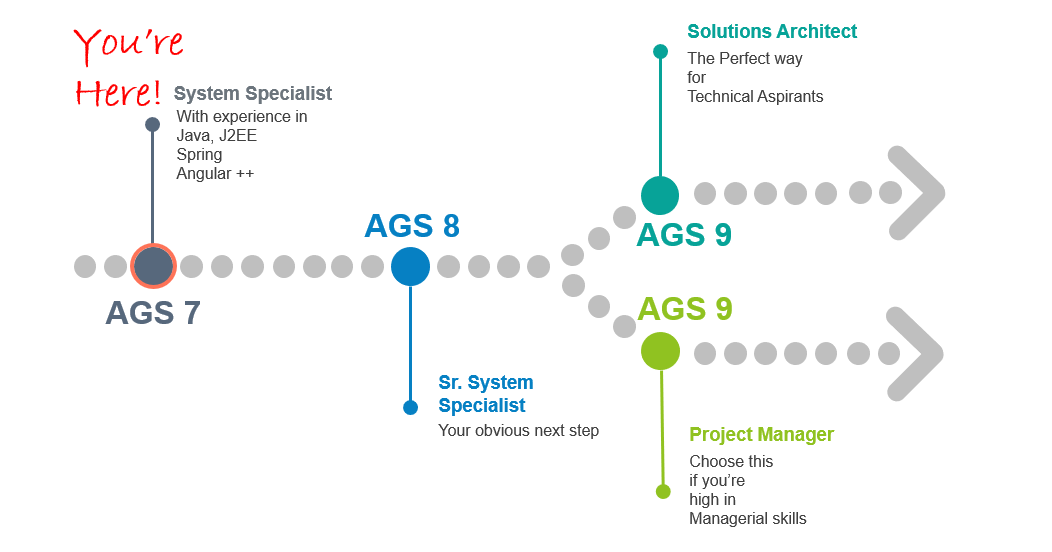 You're
Here!
System Specialist
With experience in
Java, J2EE
Spring
Angular ++
AGS 7
AGS 8
Sr. System
Specialist
Your obvious next step
Solutions Architect
The Perfect way
for
Technical Aspirants
AGS 9
AGS 9
Project Manager
Choose this
if you're
high in
Managerial skills